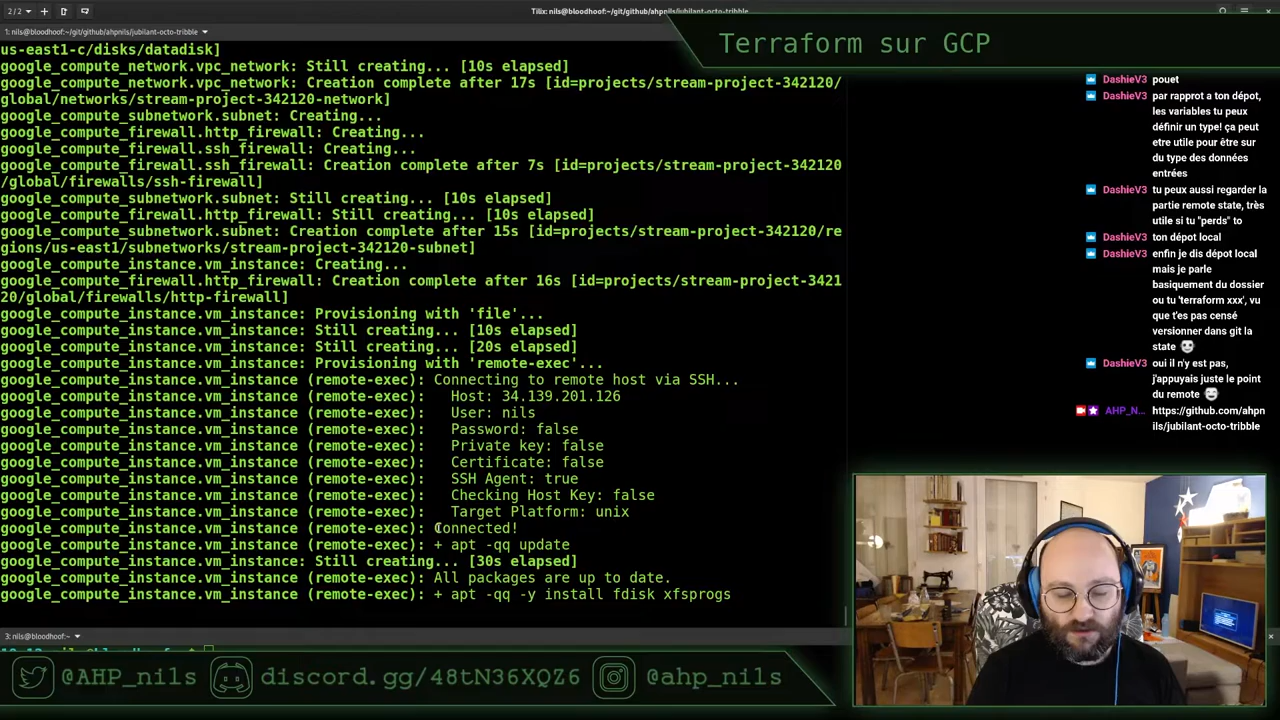 2/2
Tilix: nils@bloodhoof:~/git/github/ahpnils/jubilant-octo-tribble
1: nils@bloodhoof:~/git/github/ahpnils/jubilant-octo-tribble
Terraform sur GCP
us-east1-c/disks/datadisk]
google_compute_network.vpc_network: Still creating... [10s elapsed]
google_compute_network.vpc_network: Creation complete after 17s [id=projects/stream-project-342120/
global/networks/stream-project-342120-network]
google_compute_subnetwork.subnet: Creating...
google_compute_firewall.http_firewall: Creating...
google_compute_firewall.ssh_firewall: Creating...
google_compute_firewall.ssh_firewall: Creation complete after 7s [id=projects/stream-project-342120
/global/firewalls/ssh-firewall]
google_compute_subnetwork.subnet: Still creating... [10s elapsed]
google_compute_firewall.http_firewall: Still creating... [10s elapsed]
google_compute_subnetwork.subnet: Creation complete after 15s [id=projects/stream-project-342120/re
gions/us-east1/subnetworks/stream-project-342120-subnet]
google_compute_instance.vm_instance: Creating...
google_compute_firewall.http_firewall: Creation complete after 16s [id=projects/stream-project-3421
20/global/firewalls/http-firewall]
google_compute_instance.vm_instance: Provisioning with 'file'...
google_compute_instance.vm_instance: Still creating... [10s elapsed]
google_compute_instance.vm_instance: Still creating... [20s elapsed]
google_compute_instance.vm_instance: Provisioning with 'remote-exec'...
google_compute_instance.vm_instance (remote-exec): Connecting to remote host via SSH...
google_compute_instance.vm_instance (remote-exec):   Host: 34.139.201.126
google_compute_instance.vm_instance (remote-exec):   User: nils
google_compute_instance.vm_instance (remote-exec):   Password: false
google_compute_instance.vm_instance (remote-exec):   Private key: false
google_compute_instance.vm_instance (remote-exec):   Certificate: false
google_compute_instance.vm_instance (remote-exec):   SSH Agent: true
google_compute_instance.vm_instance (remote-exec):   Checking Host Key: false
google_compute_instance.vm_instance (remote-exec):   Target Platform: unix
google_compute_instance.vm_instance (remote-exec): Connected!
google_compute_instance.vm_instance (remote-exec): + apt -qq update
google_compute_instance.vm_instance: Still creating... [30s elapsed]
google_compute_instance.vm_instance (remote-exec): All packages are up to date.
google_compute_instance.vm_instance (remote-exec): + apt -qq -y install fdisk xfsprogs
3: nils@bloodhoof:~
DashieV3 pouet
DashieV3 par rapprot a ton dépot,
les variables tu peux
définir un type! ça peut
etre utile pour être sur
du type des données
entrées
DashieV3 tu peux aussi regarder la
partie remote state, très
utile si tu "perds" to
DashieV3 ton dépot local
DashieV3 enfin je dis dépot local
mais je parle
basiquement du dossier
ou tu 'terraform xxx', vu
que t'es pas censé
versionner dans git la
state
DashieV3 oui il n'y est pas,
j'appuyais juste le point
du remote
AHP_N... https://github.com/ahpn
ils/jubilant-octo-tribble
@AHP_nils
discord.gg/48tN36XQZ6
@ahp_nils